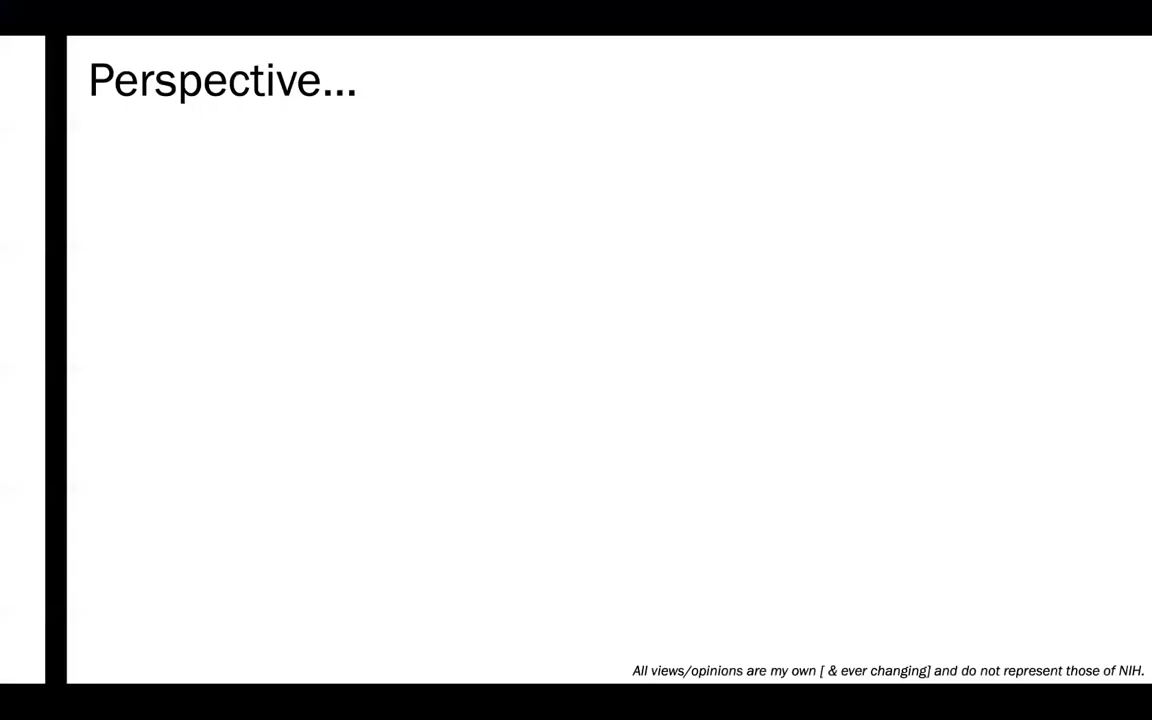 Perspective...
All views/opinions are my own [ & ever changing] and do not represent those of NIH.